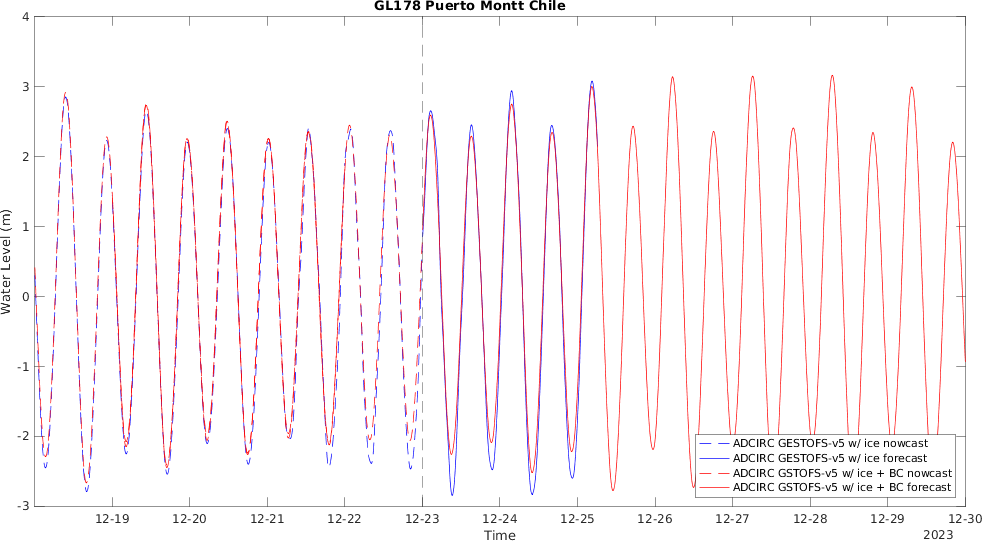 GL178 Puerto Montt Chile
Water Level (m)
4
3
2
1
0
-1
-2
-3
12-19 12-20 12-21 12-22 12-23 12-24 12-25 12-26 12-27 12-28 12-29 12-30
Time
2023
ADCIRC GESTOFS-v5 w/ ice nowcast
ADCIRC GESTOFS-v5 w/ ice forecast
ADCIRC GSTOFS-v5 w/ ice + BC nowcast
ADCIRC GSTOFS-v5 w/ ice + BC forecast